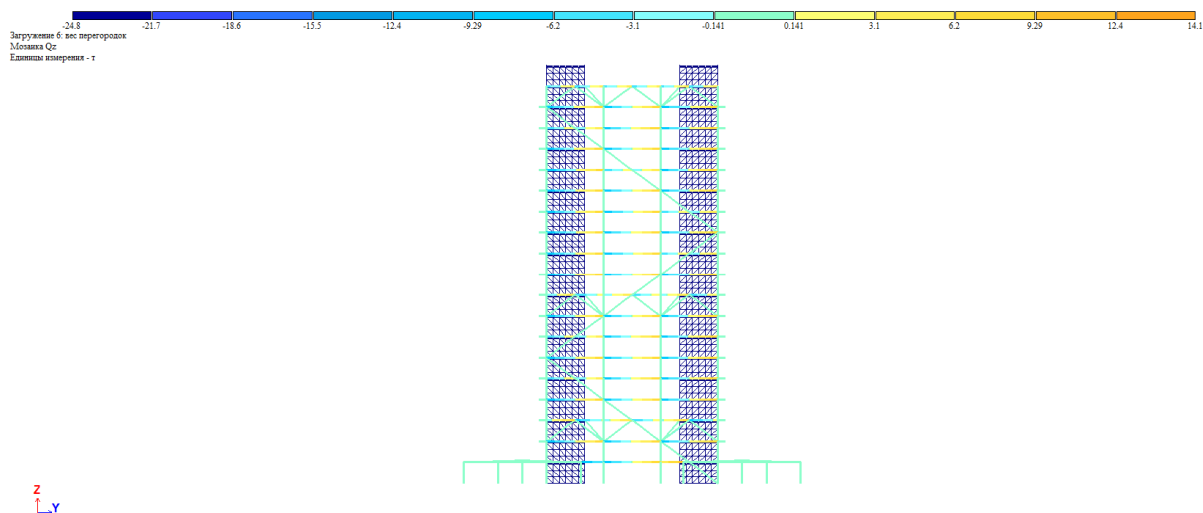 -24.8 -21.7 -18.6 -15.5 -12.4 -9.29 -6.2 -3.1 -0.141 0.141 3.1 6.2 9.29 12.4 14.1
Загружение 6: вес перегородок
Мозаика Qz
Единицы измерения - т
Z
Y